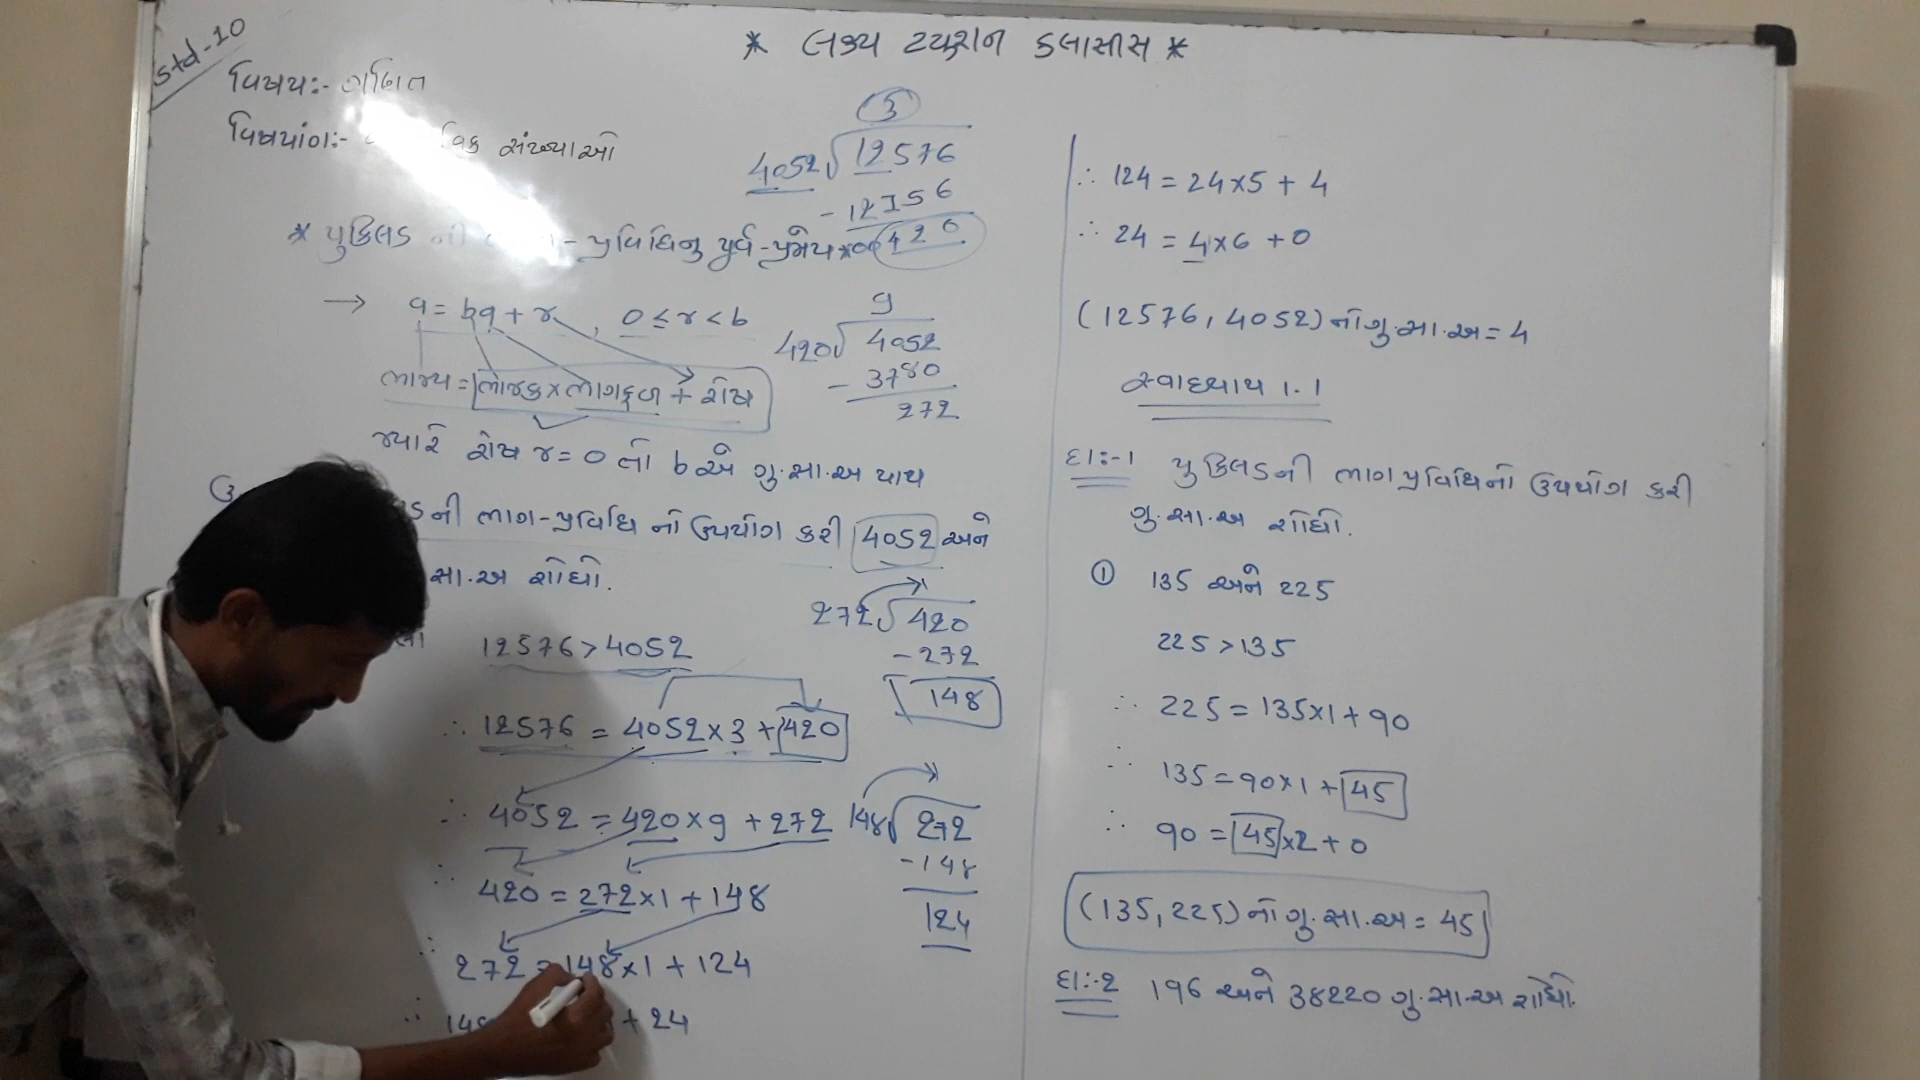 std-10
* લક્ષ્ય ટ્યુશન કલાસીસ *
વિષય:- ગણિત
વિષયાંગ:- સંખ્યાઓ
3
4052 12576
- 12156
00420
* યુકિલડ ની - પ્રવિધિનુ પુર્વ-પ્રમેય *
→ a = bq + r , 0 ≤ r < b
ભાજ્ય = ભાજક × ભાગફળ + શેષ
9
420 4052
- 3780
272
જ્યારે શેષ r = 0 તો b એ ગુ.સા.અ થાય
ડની ભાગ-પ્રવિધિ નો ઉપયોગ કરી 4052 અને
સા.અ શોધો.
272 420
- 272
148
12576 > 4052
∴ 12576 = 4052 × 3 + 420
∴ 4052 = 420 × 9 + 272
148 272
- 148
124
∴ 420 = 272 × 1 + 148
∴ 272 = 148 × 1 + 124
∴ + 24
∴ 124 = 24 × 5 + 4
∴ 24 = 4 × 6 + 0
(12576, 4052) નો ગુ.સા.અ = 4
સ્વાધ્યાય 1.1
દા:-1 યુકિલડની ભાગપ્રવિધિનો ઉપયોગ કરી
ગુ.સા.અ શોધો.
① 135 અને 225
225 > 135
∴ 225 = 135 × 1 + 90
∴ 135 = 90 × 1 + 45
∴ 90 = 45 × 2 + 0
(135, 225) નો ગુ.સા.અ = 45
દા:-2 196 અને 38220 ગુ.સા.અ શોધો.